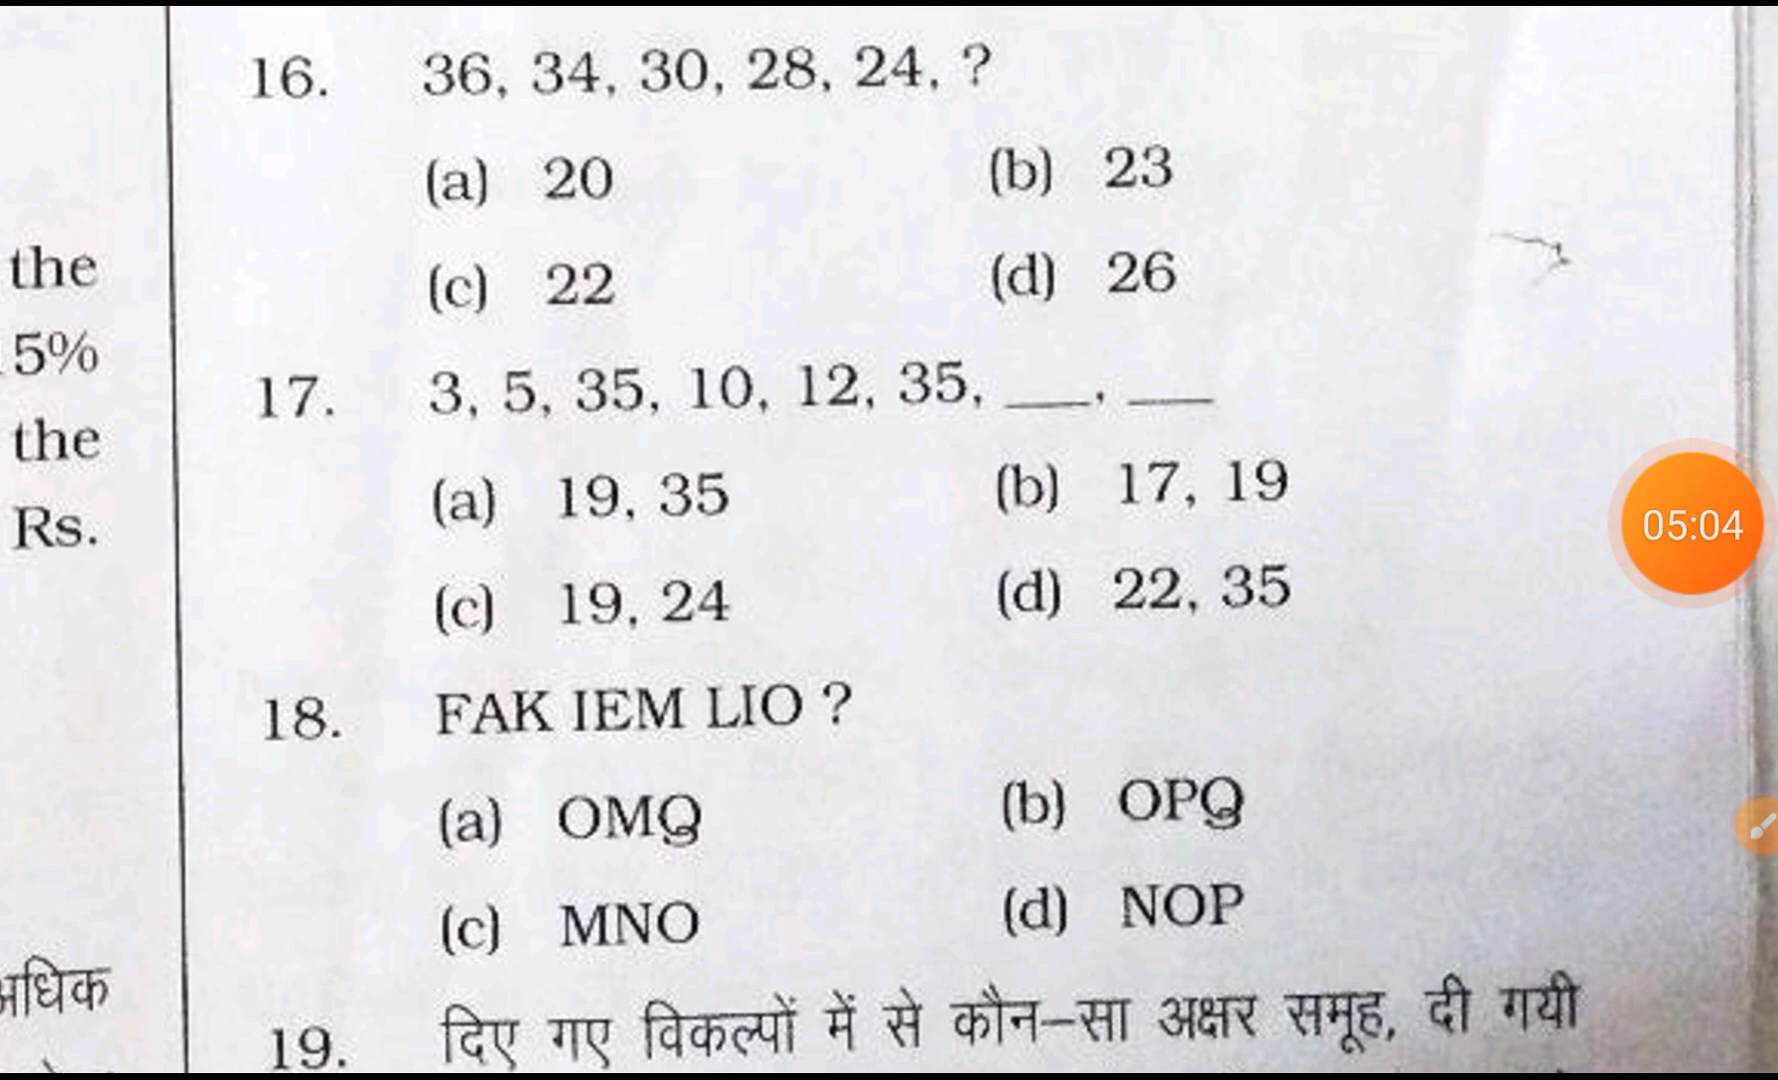 the
5%
the
Rs.
16. 36, 34, 30, 28, 24, ?
(a) 20 (b) 23
(c) 22 (d) 26
17. 3, 5, 35, 10, 12, 35, ___, ___
(a) 19, 35 (b) 17, 19
(c) 19, 24 (d) 22, 35
18. FAK IEM LIO ?
(a) OMQ (b) OPQ
(c) MNO (d) NOP
19. दिए गए विकल्पों में से कौन-सा अक्षर समूह, दी गयी
अधिक
05:04